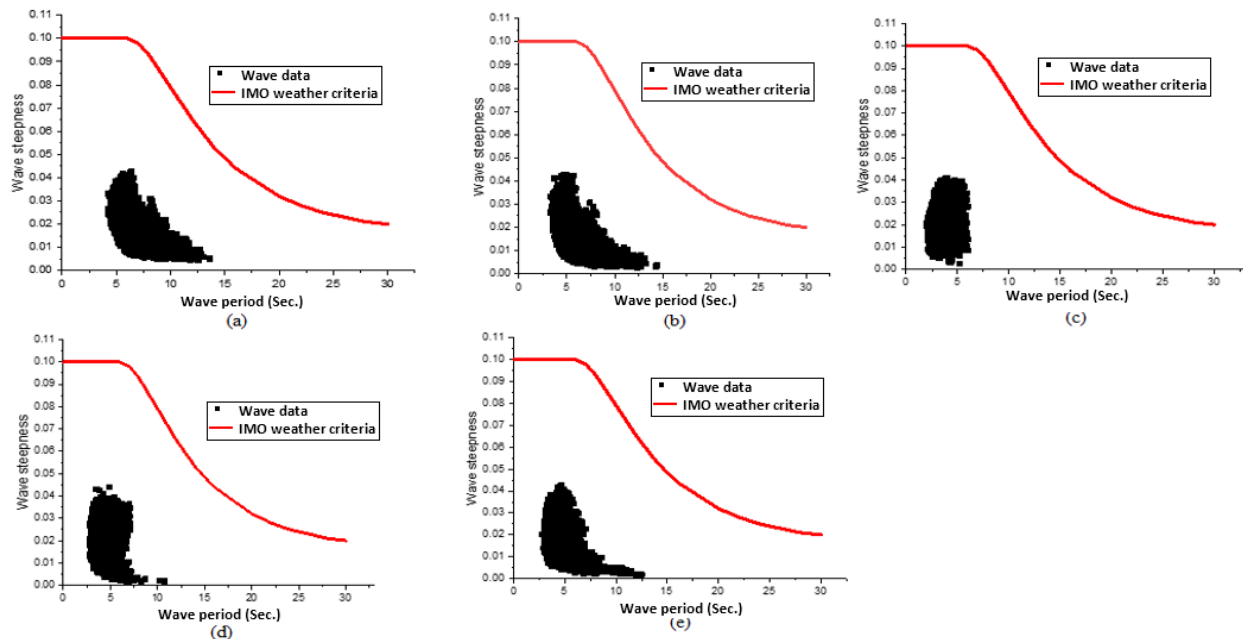 0.11
0.10
0.09
0.08
0.07
0.06
0.05
0.04
0.03
0.02
0.01
0.00
Wave steepness
Wave data
IMO weather criteria
0 5 10 15 20 25 30
Wave period (Sec.)
(a)
0.11
0.10
0.09
0.08
0.07
0.06
0.05
0.04
0.03
0.02
0.01
0.00
Wave steepness
Wave data
IMO weather criteria
0 5 10 15 20 25 30
Wave period (Sec.)
(b)
0.11
0.10
0.09
0.08
0.07
0.06
0.05
0.04
0.03
0.02
0.01
0.00
Wave steepness
Wave data
IMO weather criteria
0 5 10 15 20 25 30
Wave period (Sec.)
(c)
0.11
0.10
0.09
0.08
0.07
0.06
0.05
0.04
0.03
0.02
0.01
0.00
Wave steepness
Wave data
IMO weather criteria
0 5 10 15 20 25 30
Wave period (Sec.)
(d)
0.11
0.10
0.09
0.08
0.07
0.06
0.05
0.04
0.03
0.02
0.01
0.00
Wave steepness
Wave data
IMO weather criteria
0 5 10 15 20 25 30
Wave period (Sec.)
(e)